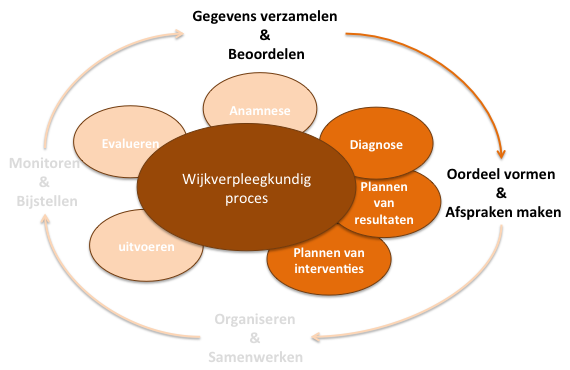 Gegevens verzamelen
&
Beoordelen
Anamnese
Evalueren
Diagnose
Monitoren
&
Bijstellen
Wijkverpleegkundig
proces
Oordeel vormen
&
Afspraken maken
Plannen
van
resultaten
uitvoeren
Plannen van
interventies
Organiseren
&
Samenwerken